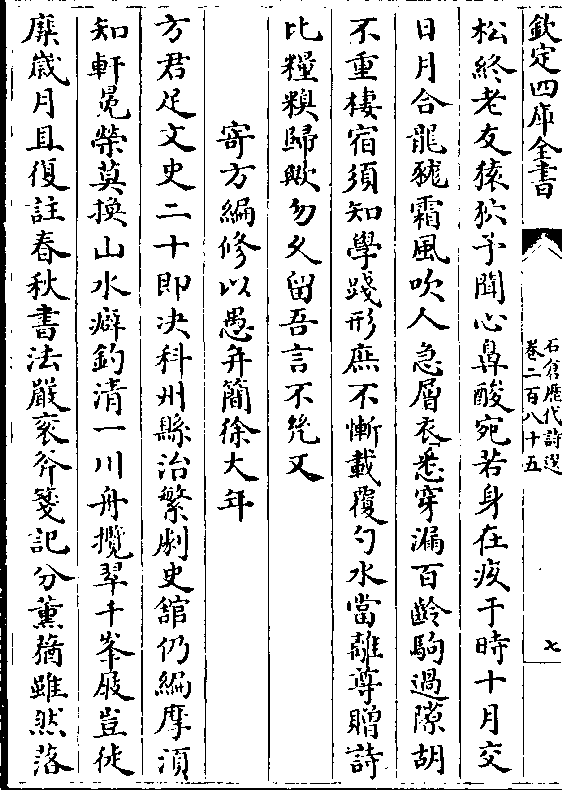 欽定四庫全書
石倉歷代詩選
卷二百八十五
七
松終老友猿狖予聞心鼻酸宛若身在疚于時十月交
日月合龍𧱓霜風吹人急層衣悉穿漏百齡駒過隙胡
不重棲宿須知學踐形庶不慚載覆勺水當離尊贈詩
比糧糗歸歟勿久留吾言不凭又
寄方編修以愚并簡徐大年
方君足文史二十即決科州縣治繁劇史舘仍編摩湏
知軒冕榮莫換山水癖釣清一川舟攬翠千峯屐豈徒
糜歲月且復註春秋書法嚴衮斧箋記分薰蕕雖然落